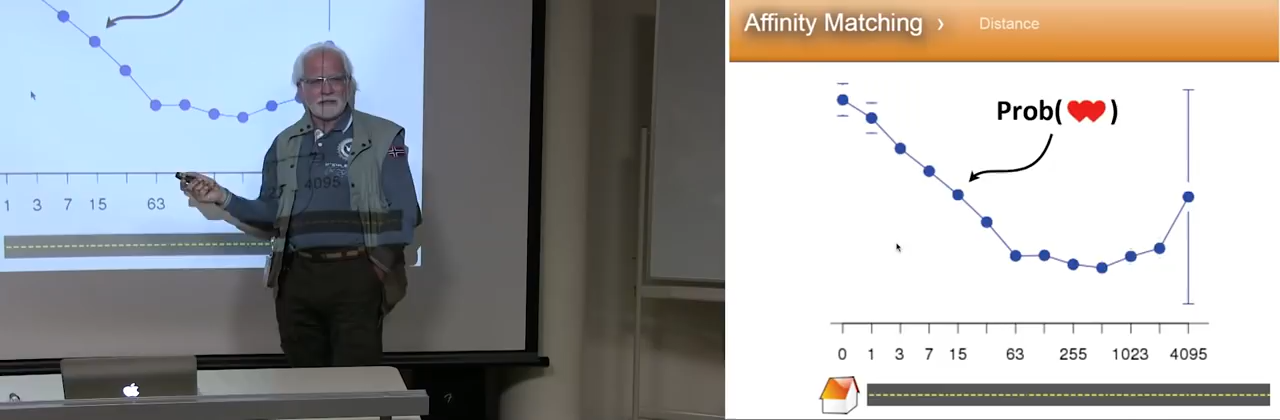 1 3 7 15 63 4095
Affinity Matching › Distance
Prob( )
0 1 3 7 15 63 255 1023 4095